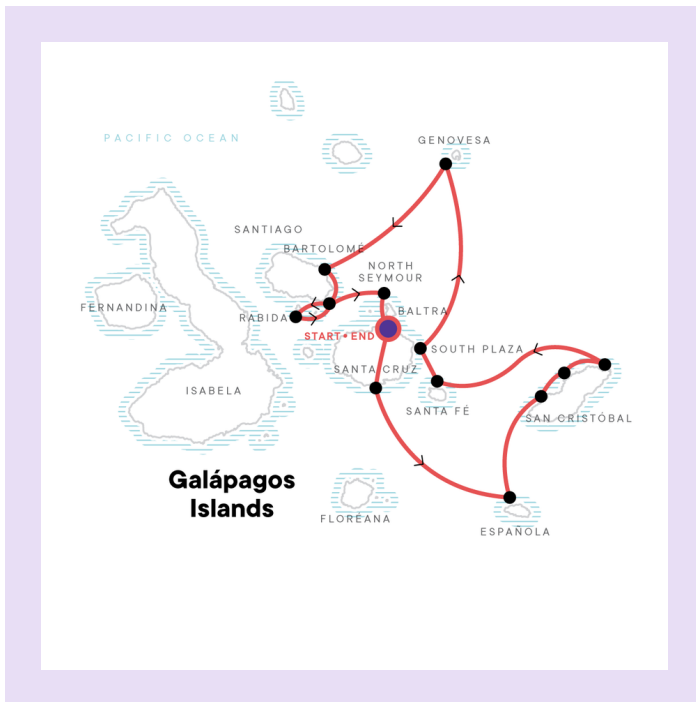 GENOVESA
PACIFIC OCEAN
SANTIAGO
BARTOLOMÉ
NORTH
SEYMOUR
FERNANDINA
RABIDA
BALTRA
START • END
SOUTH PLAZA
SANTA CRUZ
ISABELA
SANTA FÉ
SAN CRISTÓBAL
Galápagos
Islands
FLOREANA
ESPAÑOLA